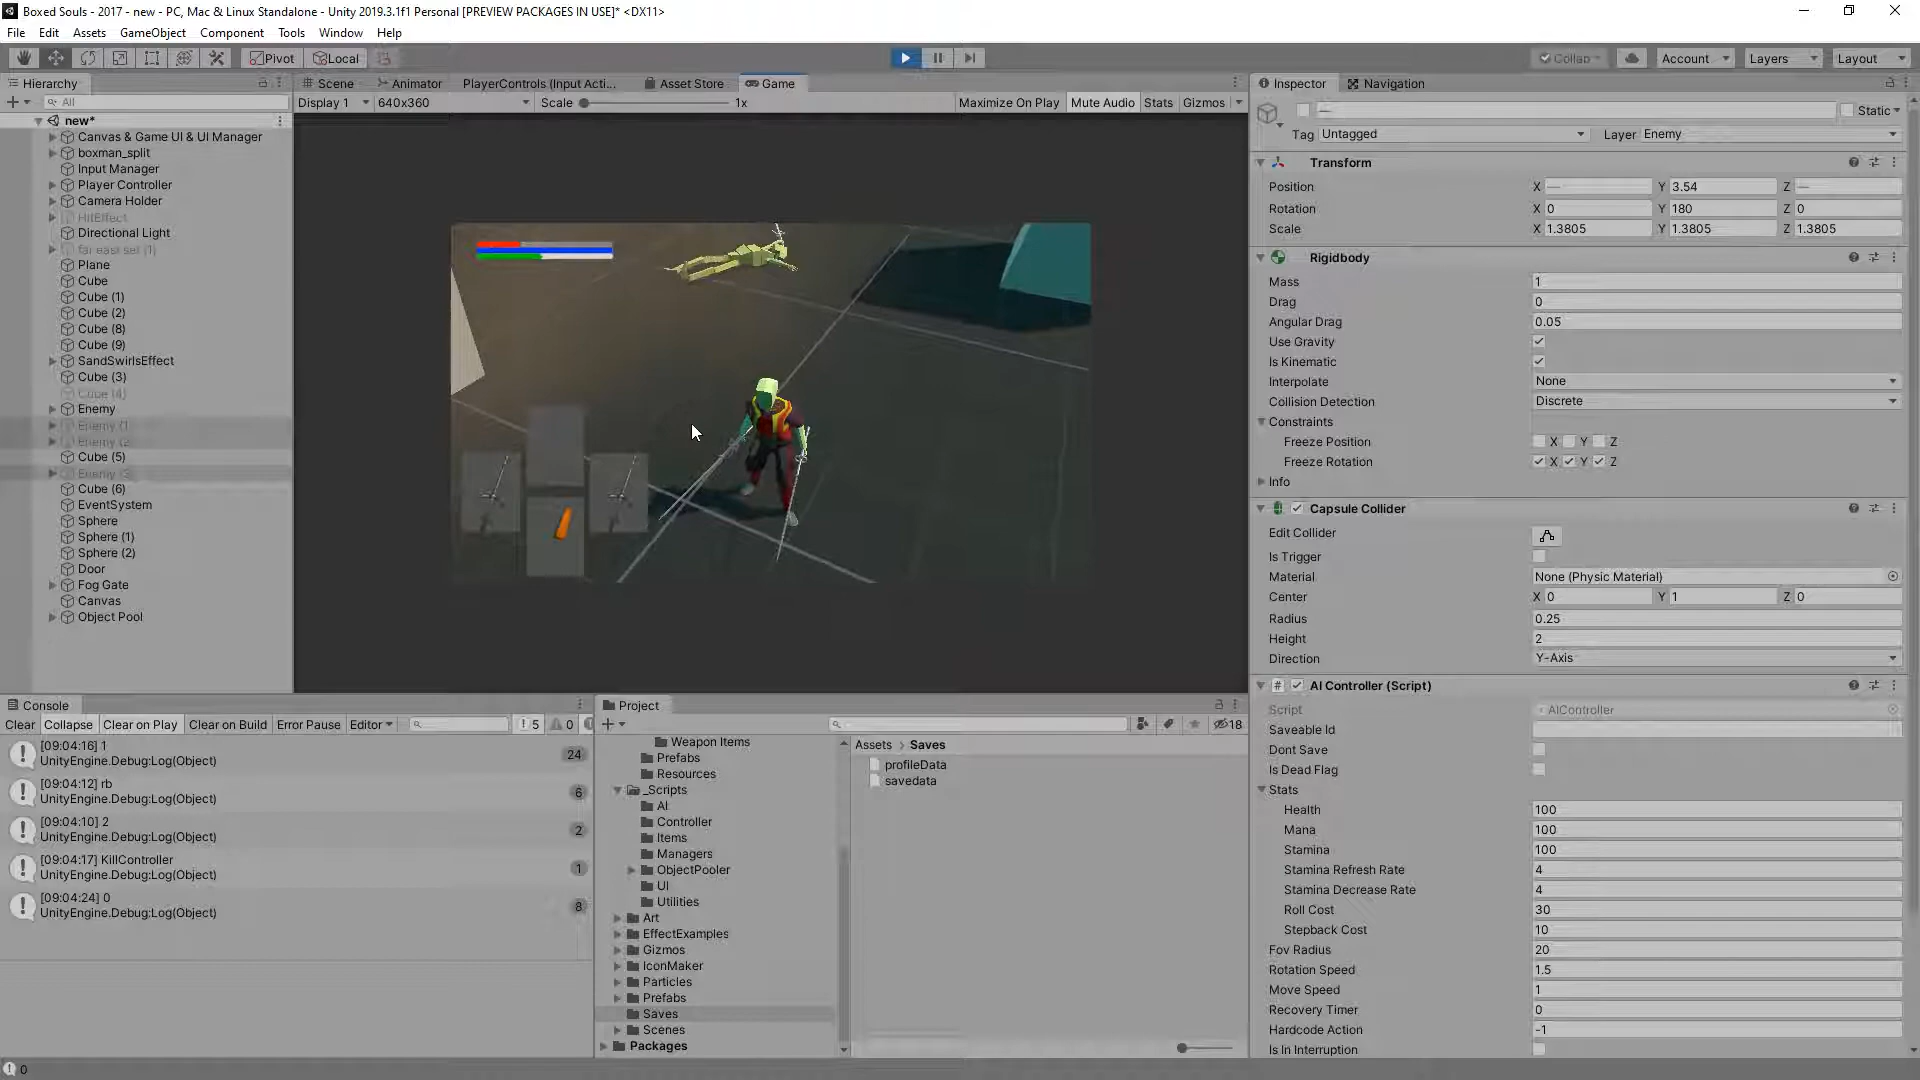 Boxed Souls - 2017 - new - PC, Mac & Linux Standalone - Unity 2019.3.1f1 Personal [PREVIEW PACKAGES IN USE]* <DX11>
File Edit Assets GameObject Component Tools Window Help
Pivot Local Collab Account Layers Layout
Hierarchy
All
new*
Canvas & Game UI & UI Manager
boxman_split
Input Manager
Player Controller
Camera Holder
HitEffect
Directional Light
far east set (1)
Plane
Cube
Cube (1)
Cube (2)
Cube (8)
Cube (9)
SandSwirlsEffect
Cube (3)
Cube (4)
Enemy
Enemy (1)
Enemy (2)
Cube (5)
Enemy (3)
Cube (6)
EventSystem
Sphere
Sphere (1)
Sphere (2)
Door
Fog Gate
Canvas
Object Pool
Scene Animator PlayerControls (Input Acti... Asset Store Game
Display 1 640x360 Scale 1x Maximize On Play Mute Audio Stats Gizmos
Inspector Navigation
— Static
Tag Untagged Layer Enemy
Transform
Position X — Y 3.54 Z —
Rotation X 0 Y 180 Z 0
Scale X 1.3805 Y 1.3805 Z 1.3805
Rigidbody
Mass 1
Drag 0
Angular Drag 0.05
Use Gravity
Is Kinematic
Interpolate None
Collision Detection Discrete
Constraints
Freeze Position X Y Z
Freeze Rotation X Y Z
Info
Capsule Collider
Edit Collider
Is Trigger
Material None (Physic Material)
Center X 0 Y 1 Z 0
Radius 0.25
Height 2
Direction Y-Axis
# AI Controller (Script)
Script AIController
Saveable Id
Dont Save
Is Dead Flag
Stats
Health 100
Mana 100
Stamina 100
Stamina Refresh Rate 4
Stamina Decrease Rate 4
Roll Cost 30
Stepback Cost 10
Fov Radius 20
Rotation Speed 1.5
Move Speed 1
Recovery Timer 0
Hardcode Action -1
Is In Interruption
Console
Clear Collapse Clear on Play Clear on Build Error Pause Editor 5 0
[09:04:16] 1
UnityEngine.Debug:Log(Object) 24
[09:04:12] rb
UnityEngine.Debug:Log(Object) 6
[09:04:10] 2
UnityEngine.Debug:Log(Object) 2
[09:04:17] KillController
UnityEngine.Debug:Log(Object) 1
[09:04:24] 0
UnityEngine.Debug:Log(Object) 8
Project
18
Weapon Items
Prefabs
Resources
_Scripts
AI
Controller
Items
Managers
ObjectPooler
UI
Utilities
Art
EffectExamples
Gizmos
IconMaker
Particles
Prefabs
Saves
Scenes
Packages
Assets > Saves
profileData
savedata
0